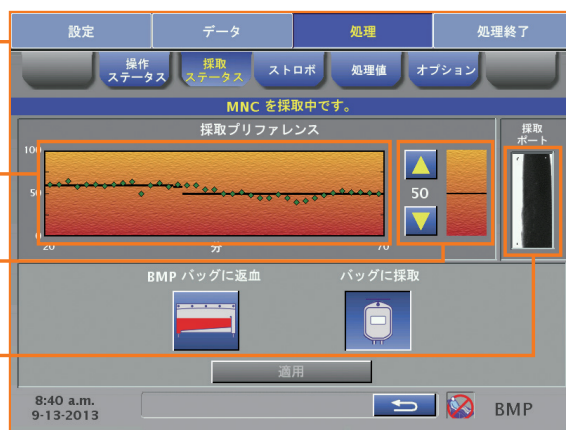 設定 データ 処理 処理終了
操作ステータス 採取ステータス ストロボ 処理値 オプション
MNC を採取中です。
採取プリファレンス
採取ポート
100
50
0
20 分 70
50
BMP バッグに返血 バッグに採取
適用
8:40 a.m.
9-13-2013
BMP